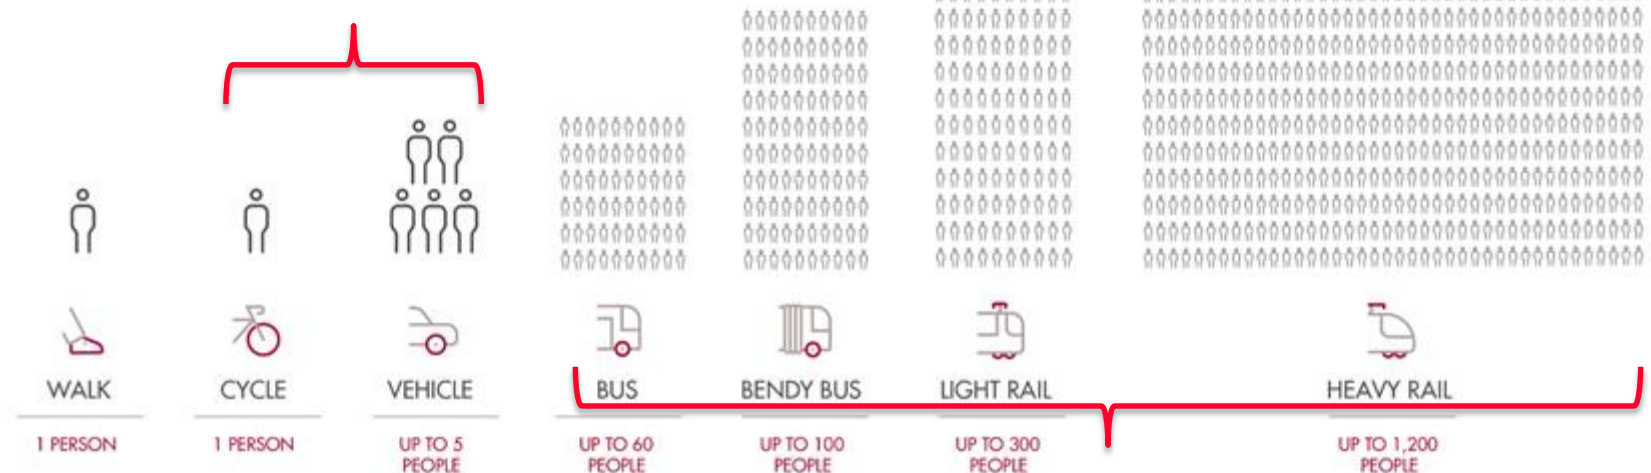 WALK
1 PERSON
CYCLE
1 PERSON
VEHICLE
UP TO 5
PEOPLE
BUS
UP TO 60
PEOPLE
BENDY BUS
UP TO 100
PEOPLE
LIGHT RAIL
UP TO 300
PEOPLE
HEAVY RAIL
UP TO 1,200
PEOPLE